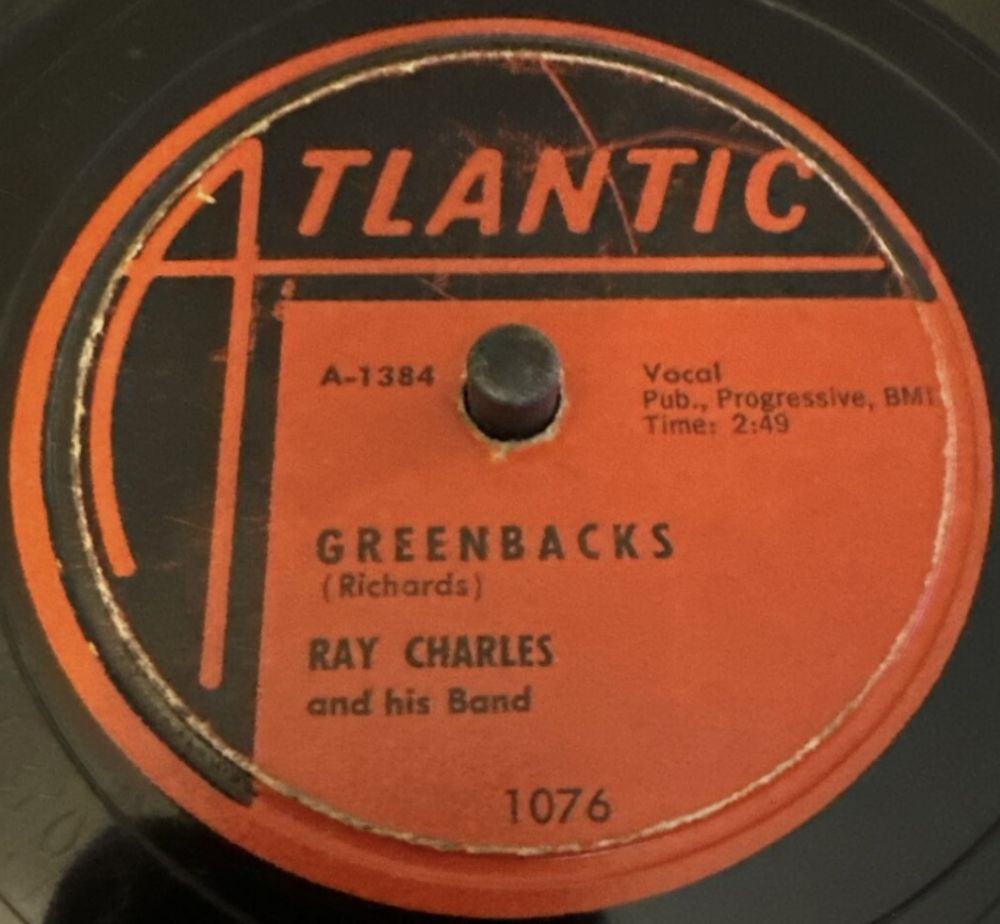 ATLANTIC
A-1384
Vocal
Pub., Progressive, BMI
Time: 2:49
GREENBACKS
(Richards)
RAY CHARLES
and his Band
1076